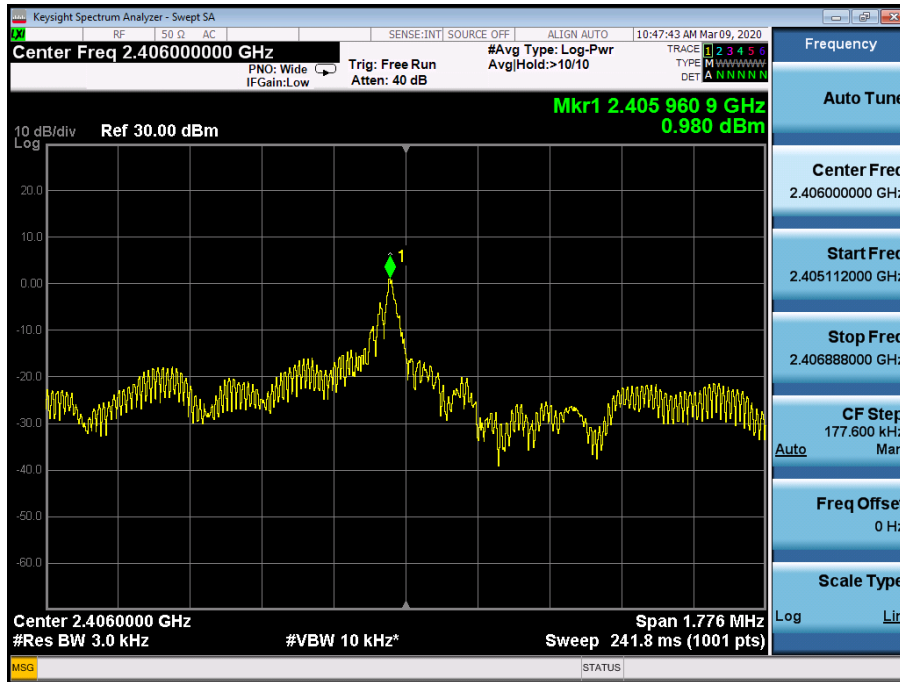 Keysight Spectrum Analyzer - Swept SA
LXI RF 50 Ω AC SENSE:INT SOURCE OFF ALIGN AUTO 10:47:43 AM Mar 09, 2020
Center Freq 2.406000000 GHz
PNO: Wide
IFGain:Low
Trig: Free Run
Atten: 40 dB
#Avg Type: Log-Pwr
Avg|Hold:>10/10
TRACE 1 2 3 4 5 6
TYPE M WWWWW
DET A N N N N N
Frequency
Mkr1 2.405 960 9 GHz
0.980 dBm
10 dB/div Ref 30.00 dBm
Log
20.0
10.0
0.00
-10.0
-20.0
-30.0
-40.0
-50.0
-60.0
1
Center 2.4060000 GHz
Span 1.776 MHz
#Res BW 3.0 kHz
#VBW 10 kHz*
Sweep 241.8 ms (1001 pts)
Auto Tune
Center Freq
2.406000000 GHz
Start Freq
2.405112000 GHz
Stop Freq
2.406888000 GHz
CF Step
177.600 kHz
Auto Man
Freq Offset
0 Hz
Scale Type
Log Lin
MSG
STATUS